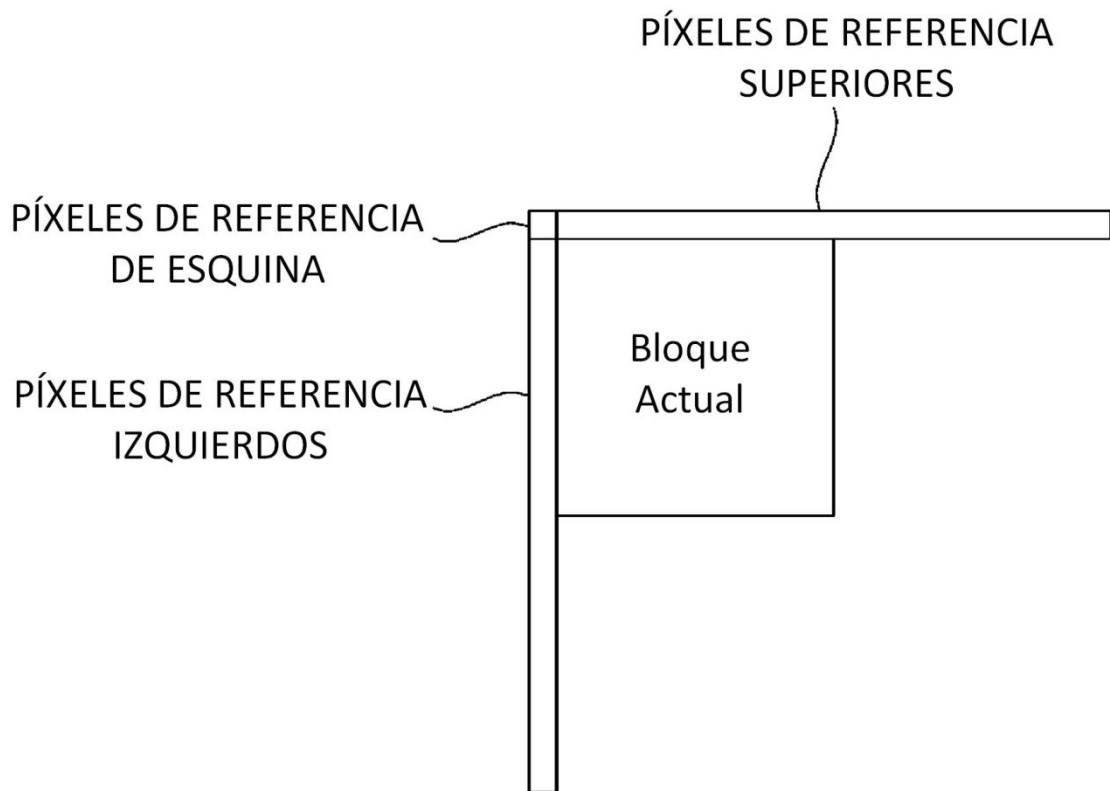 PÍXELES DE REFERENCIA
SUPERIORES
PÍXELES DE REFERENCIA
DE ESQUINA
Bloque
Actual
PÍXELES DE REFERENCIA
IZQUIERDOS